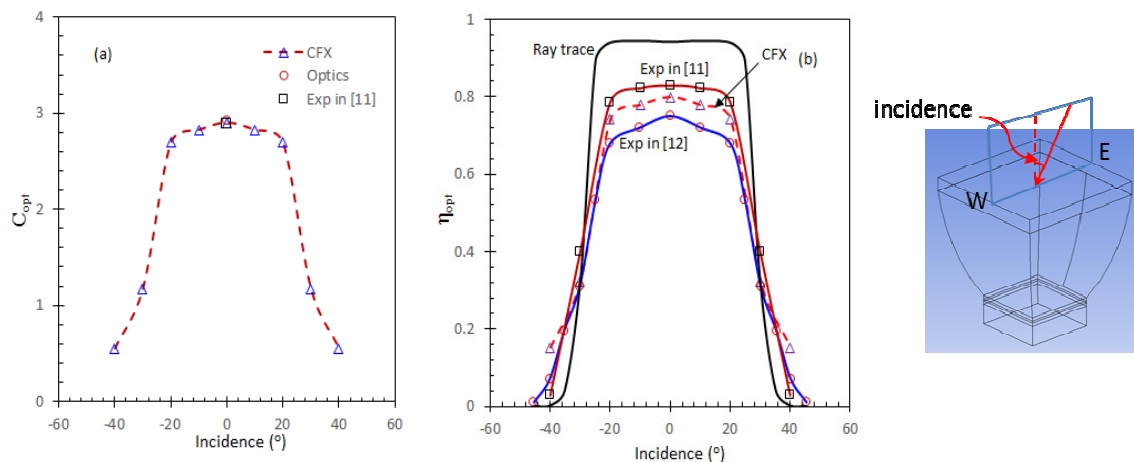 4
3
2
1
0
-60
-40
-20
0
20
40
60
C_opt
Incidence (°)
(a)
CFX
Optics
Exp in [11]
1
0.8
0.6
0.4
0.2
0
-60
-40
-20
0
20
40
60
η_opt
Incidence (°)
Ray trace
Exp in [11]
CFX
(b)
Exp in [12]
incidence
E
W